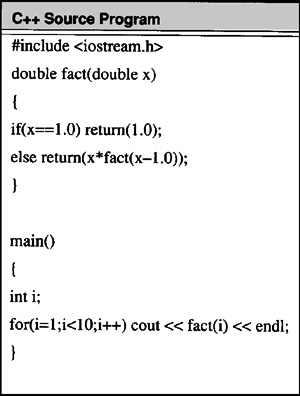 C++ Source Program
#include <iostream.h>
double fact(double x)
{
if(x==1.0) return(1.0);
else return(x*fact(x-1.0));
}
main()
{
int i;
for(i=1;i<10;i++) cout << fact(i) << endl;
}